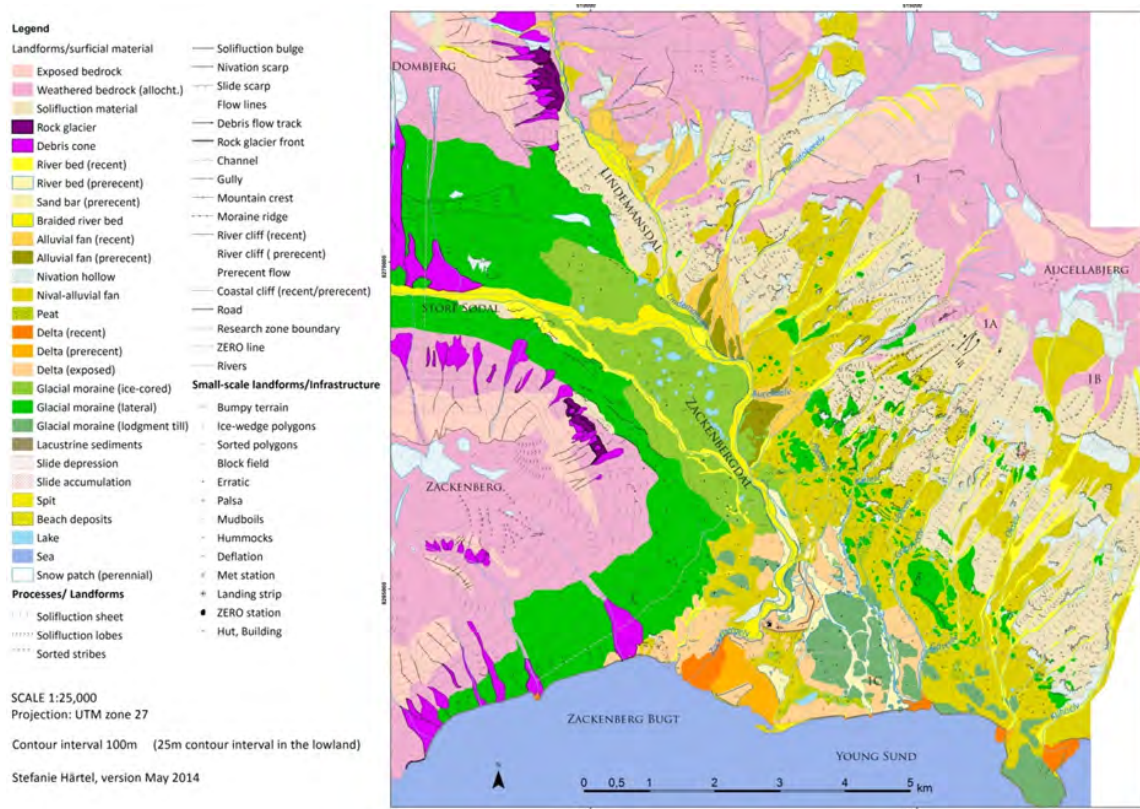 Legend
Landforms/surficial material
Exposed bedrock
Weathered bedrock (allocht.)
Solifluction material
Rock glacier
Debris cone
River bed (recent)
River bed (prerecent)
Sand bar (prerecent)
Braided river bed
Alluvial fan (recent)
Alluvial fan (prerecent)
Nivation hollow
Nival-alluvial fan
Peat
Delta (recent)
Delta (prerecent)
Delta (exposed)
Glacial moraine (ice-cored)
Glacial moraine (lateral)
Glacial moraine (lodgment till)
Lacustrine sediments
Slide depression
Slide accumulation
Spit
Beach deposits
Lake
Sea
Snow patch (perennial)
Processes/ Landforms
Solifluction sheet
Solifluction lobes
Sorted stribes
Solifluction bulge
Nivation scarp
Slide scarp
Flow lines
Debris flow track
Rock glacier front
Channel
Gully
Mountain crest
Moraine ridge
River cliff (recent)
River cliff ( prerecent)
Prerecent flow
Coastal cliff (recent/prerecent)
Road
Research zone boundary
ZERO line
Rivers
Small-scale landforms/Infrastructure
Bumpy terrain
Ice-wedge polygons
Sorted polygons
Block field
Erratic
Palsa
Mudboils
Hummocks
Deflation
Met station
Landing strip
ZERO station
Hut, Building
SCALE 1:25,000
Projection: UTM zone 27
Contour interval 100m (25m contour interval in the lowland)
Stefanie Härtel, version May 2014
DOMBJERG
LINDEMANSDAL
1
AUCELLABJERG
STORE SØDAL
1A
1B
ZACKENBERGDAL
ZACKENBERG
1C
ZACKENBERG BUGT
YOUNG SUND
N
0 0,5 1 2 3 4 5
km